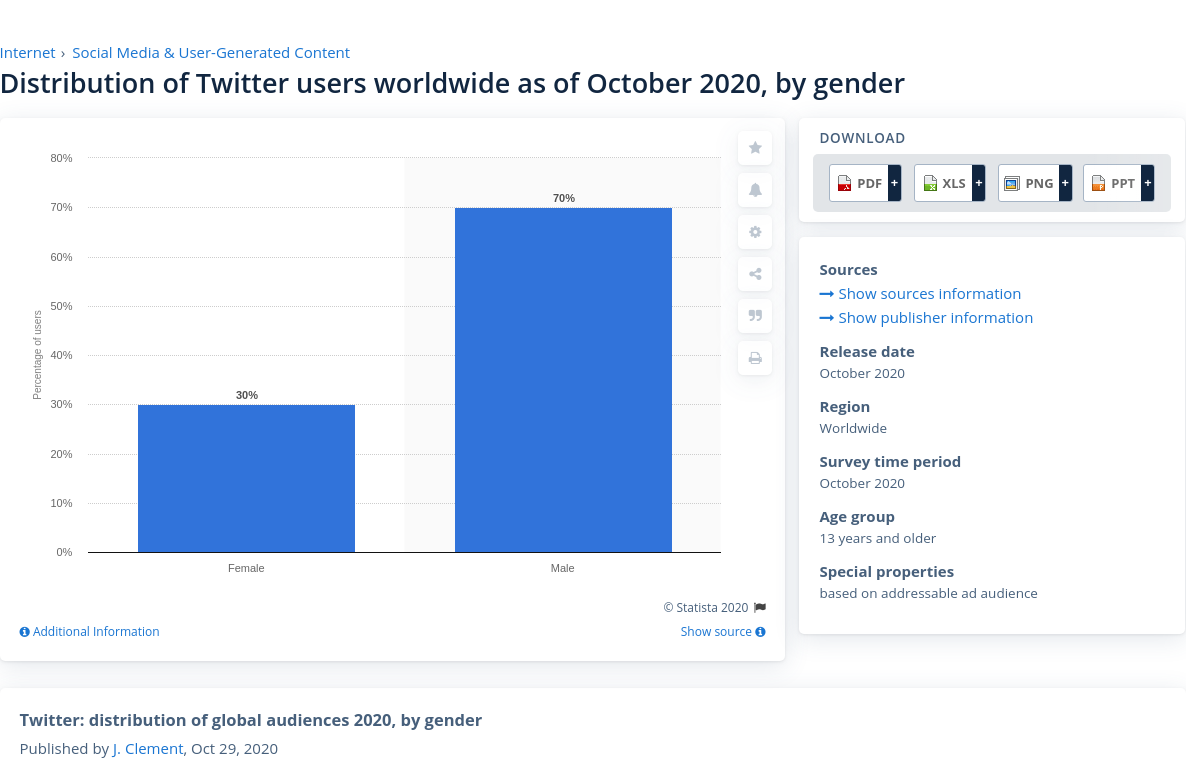 Internet › Social Media & User-Generated Content
Distribution of Twitter users worldwide as of October 2020, by gender
80%
70%
60%
50%
40%
30%
20%
10%
0%
Percentage of users
30%
70%
Female
Male
© Statista 2020
Additional Information
Show source
DOWNLOAD
PDF + XLS + PNG + PPT +
Sources
Show sources information
Show publisher information
Release date
October 2020
Region
Worldwide
Survey time period
October 2020
Age group
13 years and older
Special properties
based on addressable ad audience
Twitter: distribution of global audiences 2020, by gender
Published by J. Clement, Oct 29, 2020